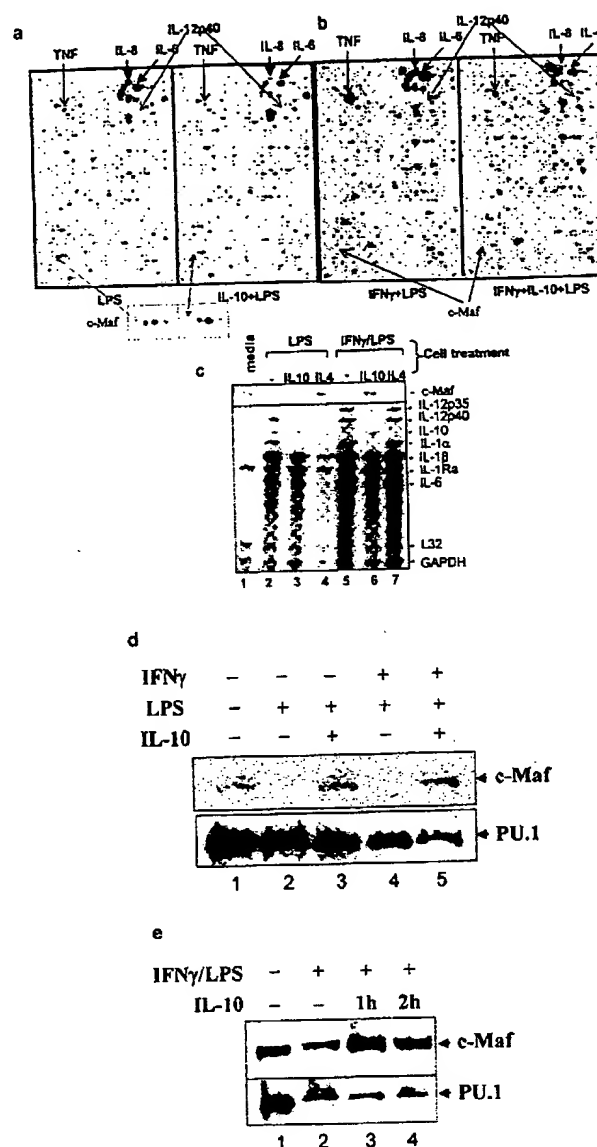 a
b
IL-12p40
IL-12p40
TNF
IL-8
IL-6
TNF
IL-8
IL-6
TNF
IL-8
IL-6
TNF
IL-8
LPS
IL-10+LPS
IFNγ+LPS
IFNγ+IL-10+LPS
c-Maf
c-Maf
c
media
LPS
IFNγ/LPS
Cell treatment
- IL10 IL4 - IL10 IL4
c-Maf
IL-12p35
IL-12p40
IL-10
IL-1α
IL-1β
IL-1Ra
IL-6
L32
GAPDH
1 2 3 4 5 6 7
d
IFNγ - - - + +
LPS - + + + +
IL-10 - - + - +
c-Maf
PU.1
1 2 3 4 5
e
IFNγ/LPS - + + +
IL-10 - - 1h 2h
c-Maf
PU.1
1 2 3 4